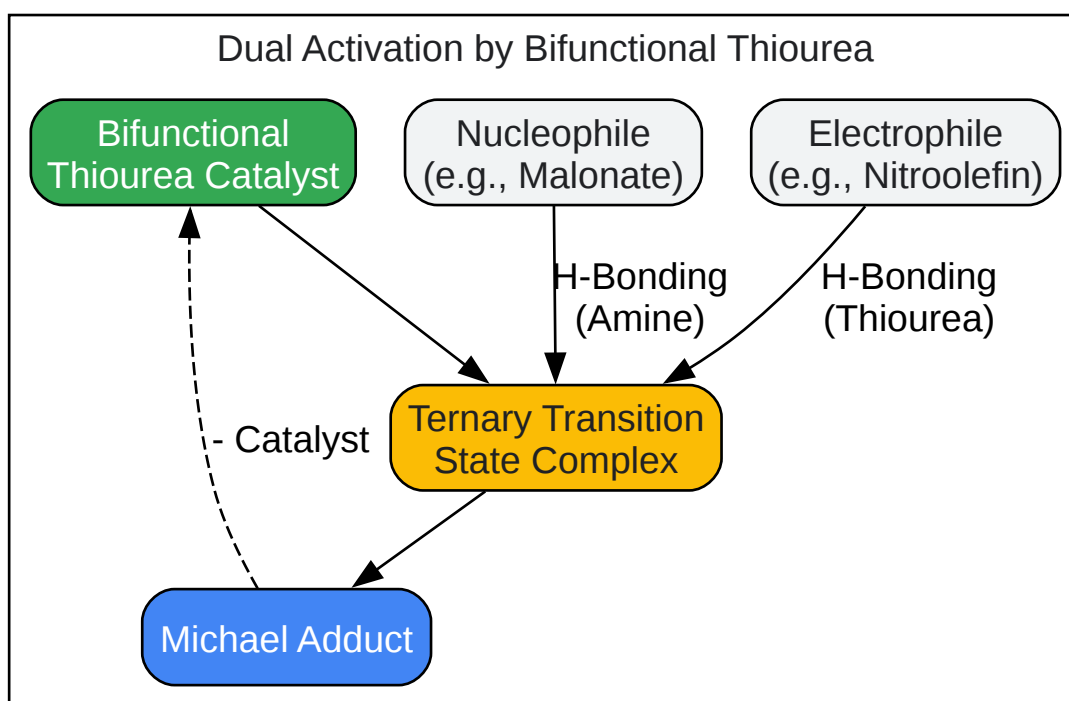 Dual Activation by Bifunctional Thiourea
Bifunctional
Thiourea Catalyst
Nucleophile
(e.g., Malonate)
Electrophile
(e.g., Nitroolefin)
H-Bonding
(Amine)
H-Bonding
(Thiourea)
Ternary Transition
State Complex
- Catalyst
Michael Adduct